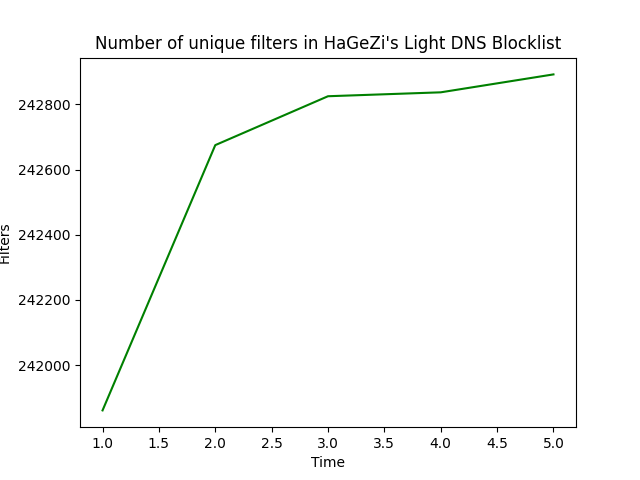 Number of unique filters in HaGeZi's Light DNS Blocklist
242800
242600
242400
242200
242000
Filters
1.0 1.5 2.0 2.5 3.0 3.5 4.0 4.5 5.0
Time